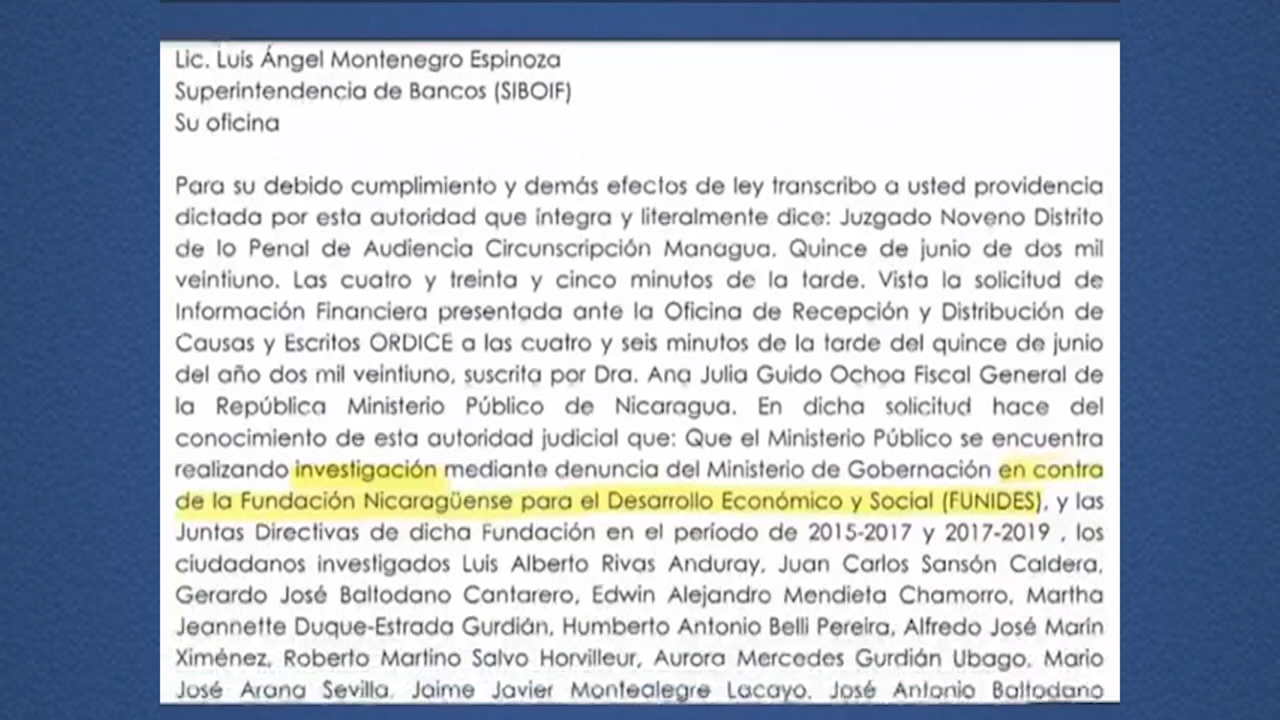 Lic. Luis Ángel Montenegro Espinoza
Superintendencia de Bancos (SIBOIF)
Su oficina
Para su debido cumplimiento y demás efectos de ley transcribo a usted providencia
dictada por esta autoridad que íntegra y literalmente dice: Juzgado Noveno Distrito
de lo Penal de Audiencia Circunscripción Managua. Quince de junio de dos mil
veintiuno. Las cuatro y treinta y cinco minutos de la tarde. Vista la solicitud de
Información Financiera presentada ante la Oficina de Recepción y Distribución de
Causas y Escritos ORDICE a las cuatro y seis minutos de la tarde del quince de junio
del año dos mil veintiuno, suscrita por Dra. Ana Julia Guido Ochoa Fiscal General de
la República Ministerio Público de Nicaragua. En dicha solicitud hace del
conocimiento de esta autoridad judicial que: Que el Ministerio Público se encuentra
realizando investigación mediante denuncia del Ministerio de Gobernación en contra
de la Fundación Nicaragüense para el Desarrollo Económico y Social (FUNIDES), y las
Juntas Directivas de dicha Fundación en el período de 2015-2017 y 2017-2019 , los
ciudadanos investigados Luis Alberto Rivas Anduray, Juan Carlos Sansón Caldera,
Gerardo José Baltodano Cantarero, Edwin Alejandro Mendieta Chamorro, Martha
Jeannette Duque-Estrada Gurdián, Humberto Antonio Belli Pereira, Alfredo José Marín
Ximénez, Roberto Martino Salvo Horvilleur, Aurora Mercedes Gurdián Ubago, Mario
José Arana Sevilla, Jaime Javier Montealegre Lacayo, José Antonio Baltodano